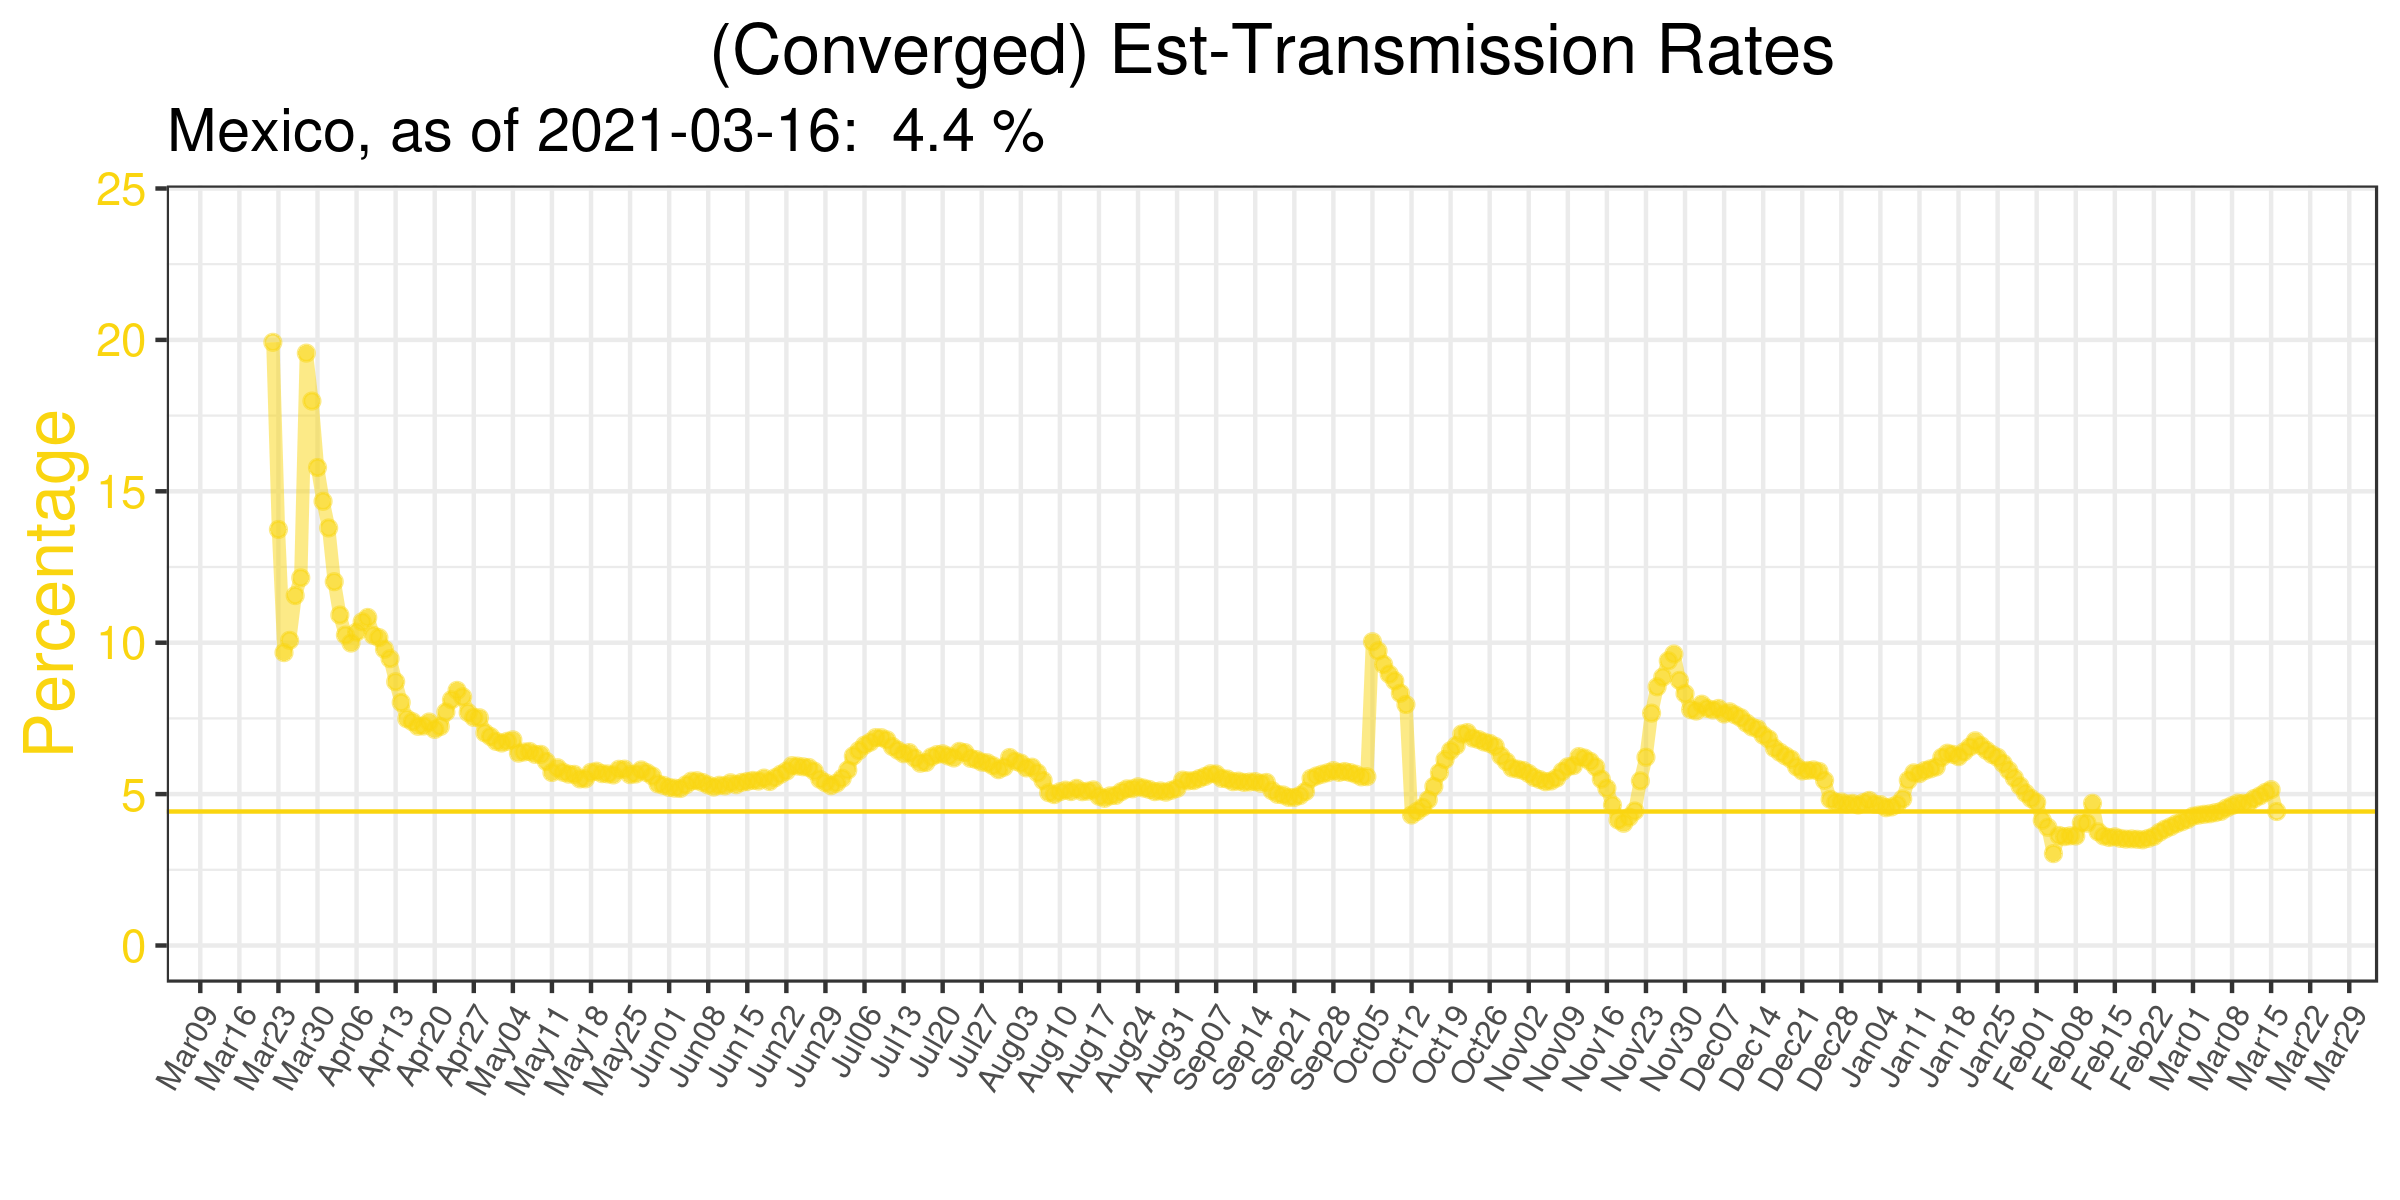 (Converged) Est-Transmission Rates
Mexico, as of 2021-03-16:  4.4 %
Percentage
25
20
15
10
5
0
Mar09
Mar16
Mar23
Mar30
Apr06
Apr13
Apr20
Apr27
May04
May11
May18
May25
Jun01
Jun08
Jun15
Jun22
Jun29
Jul06
Jul13
Jul20
Jul27
Aug03
Aug10
Aug17
Aug24
Aug31
Sep07
Sep14
Sep21
Sep28
Oct05
Oct12
Oct19
Oct26
Nov02
Nov09
Nov16
Nov23
Nov30
Dec07
Dec14
Dec21
Dec28
Jan04
Jan11
Jan18
Jan25
Feb01
Feb08
Feb15
Feb22
Mar01
Mar08
Mar15
Mar22
Mar29